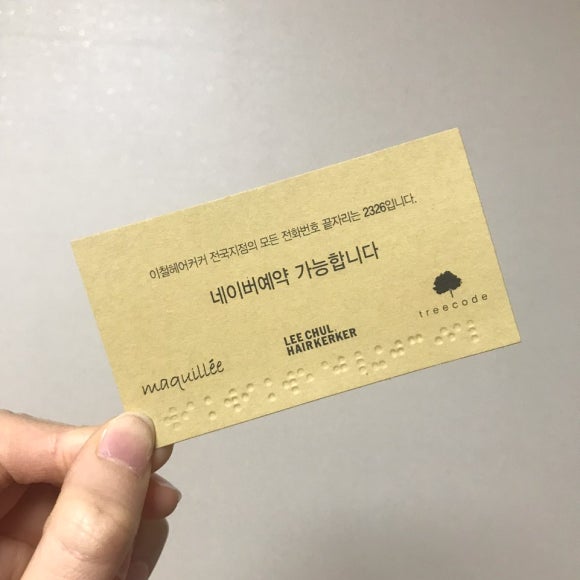 이철헤어커커 전국지점의 모든 전화번호 끝자리는 2326입니다.
네이버예약 가능합니다
treecode
LEE CHUL.
HAIRKERKER
maquillée